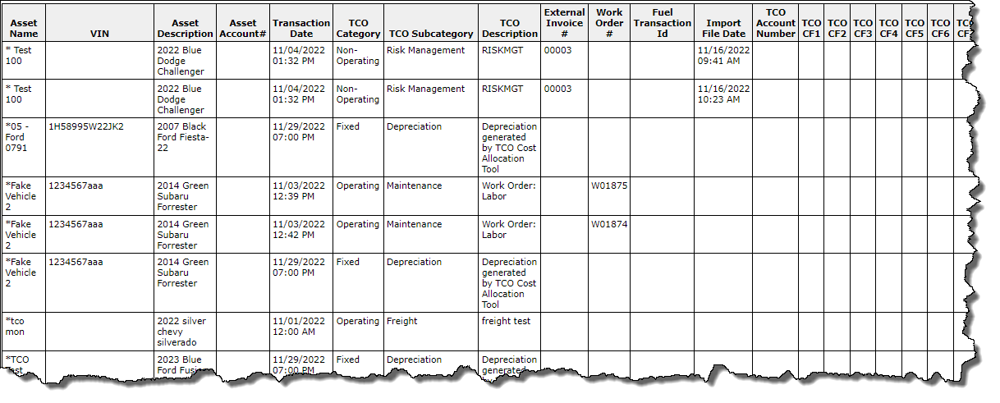 Asset Name VIN Asset Description Asset Account# Transaction Date TCO Category TCO Subcategory TCO Description External Invoice # Work Order # Fuel Transaction Id Import File Date TCO Account Number TCO CF1 TCO CF2 TCO CF3 TCO CF4 TCO CF5 TCO CF6 TCO
* Test 100 2022 Blue Dodge Challenger 11/04/2022 01:32 PM Non-Operating Risk Management RISKMGT 00003 11/16/2022 09:41 AM
* Test 100 2022 Blue Dodge Challenger 11/04/2022 01:32 PM Non-Operating Risk Management RISKMGT 00003 11/16/2022 10:23 AM
*05 - Ford 0791 1H58995W22JK2 2007 Black Ford Fiesta-22 11/29/2022 07:00 PM Fixed Depreciation Depreciation generated by TCO Cost Allocation Tool
*Fake Vehicle 2 1234567aaa 2014 Green Subaru Forrester 11/03/2022 12:39 PM Operating Maintenance Work Order: Labor W01875
*Fake Vehicle 2 1234567aaa 2014 Green Subaru Forrester 11/03/2022 12:42 PM Operating Maintenance Work Order: Labor W01874
*Fake Vehicle 2 1234567aaa 2014 Green Subaru Forrester 11/29/2022 07:00 PM Fixed Depreciation Depreciation generated by TCO Cost Allocation Tool
*tco mon 2022 silver chevy silverado 11/01/2022 12:00 AM Operating Freight freight test
*TCO 2023 Blue Ford 11/29/2022 07:00 PM Fixed Depreciation Depreciation generated